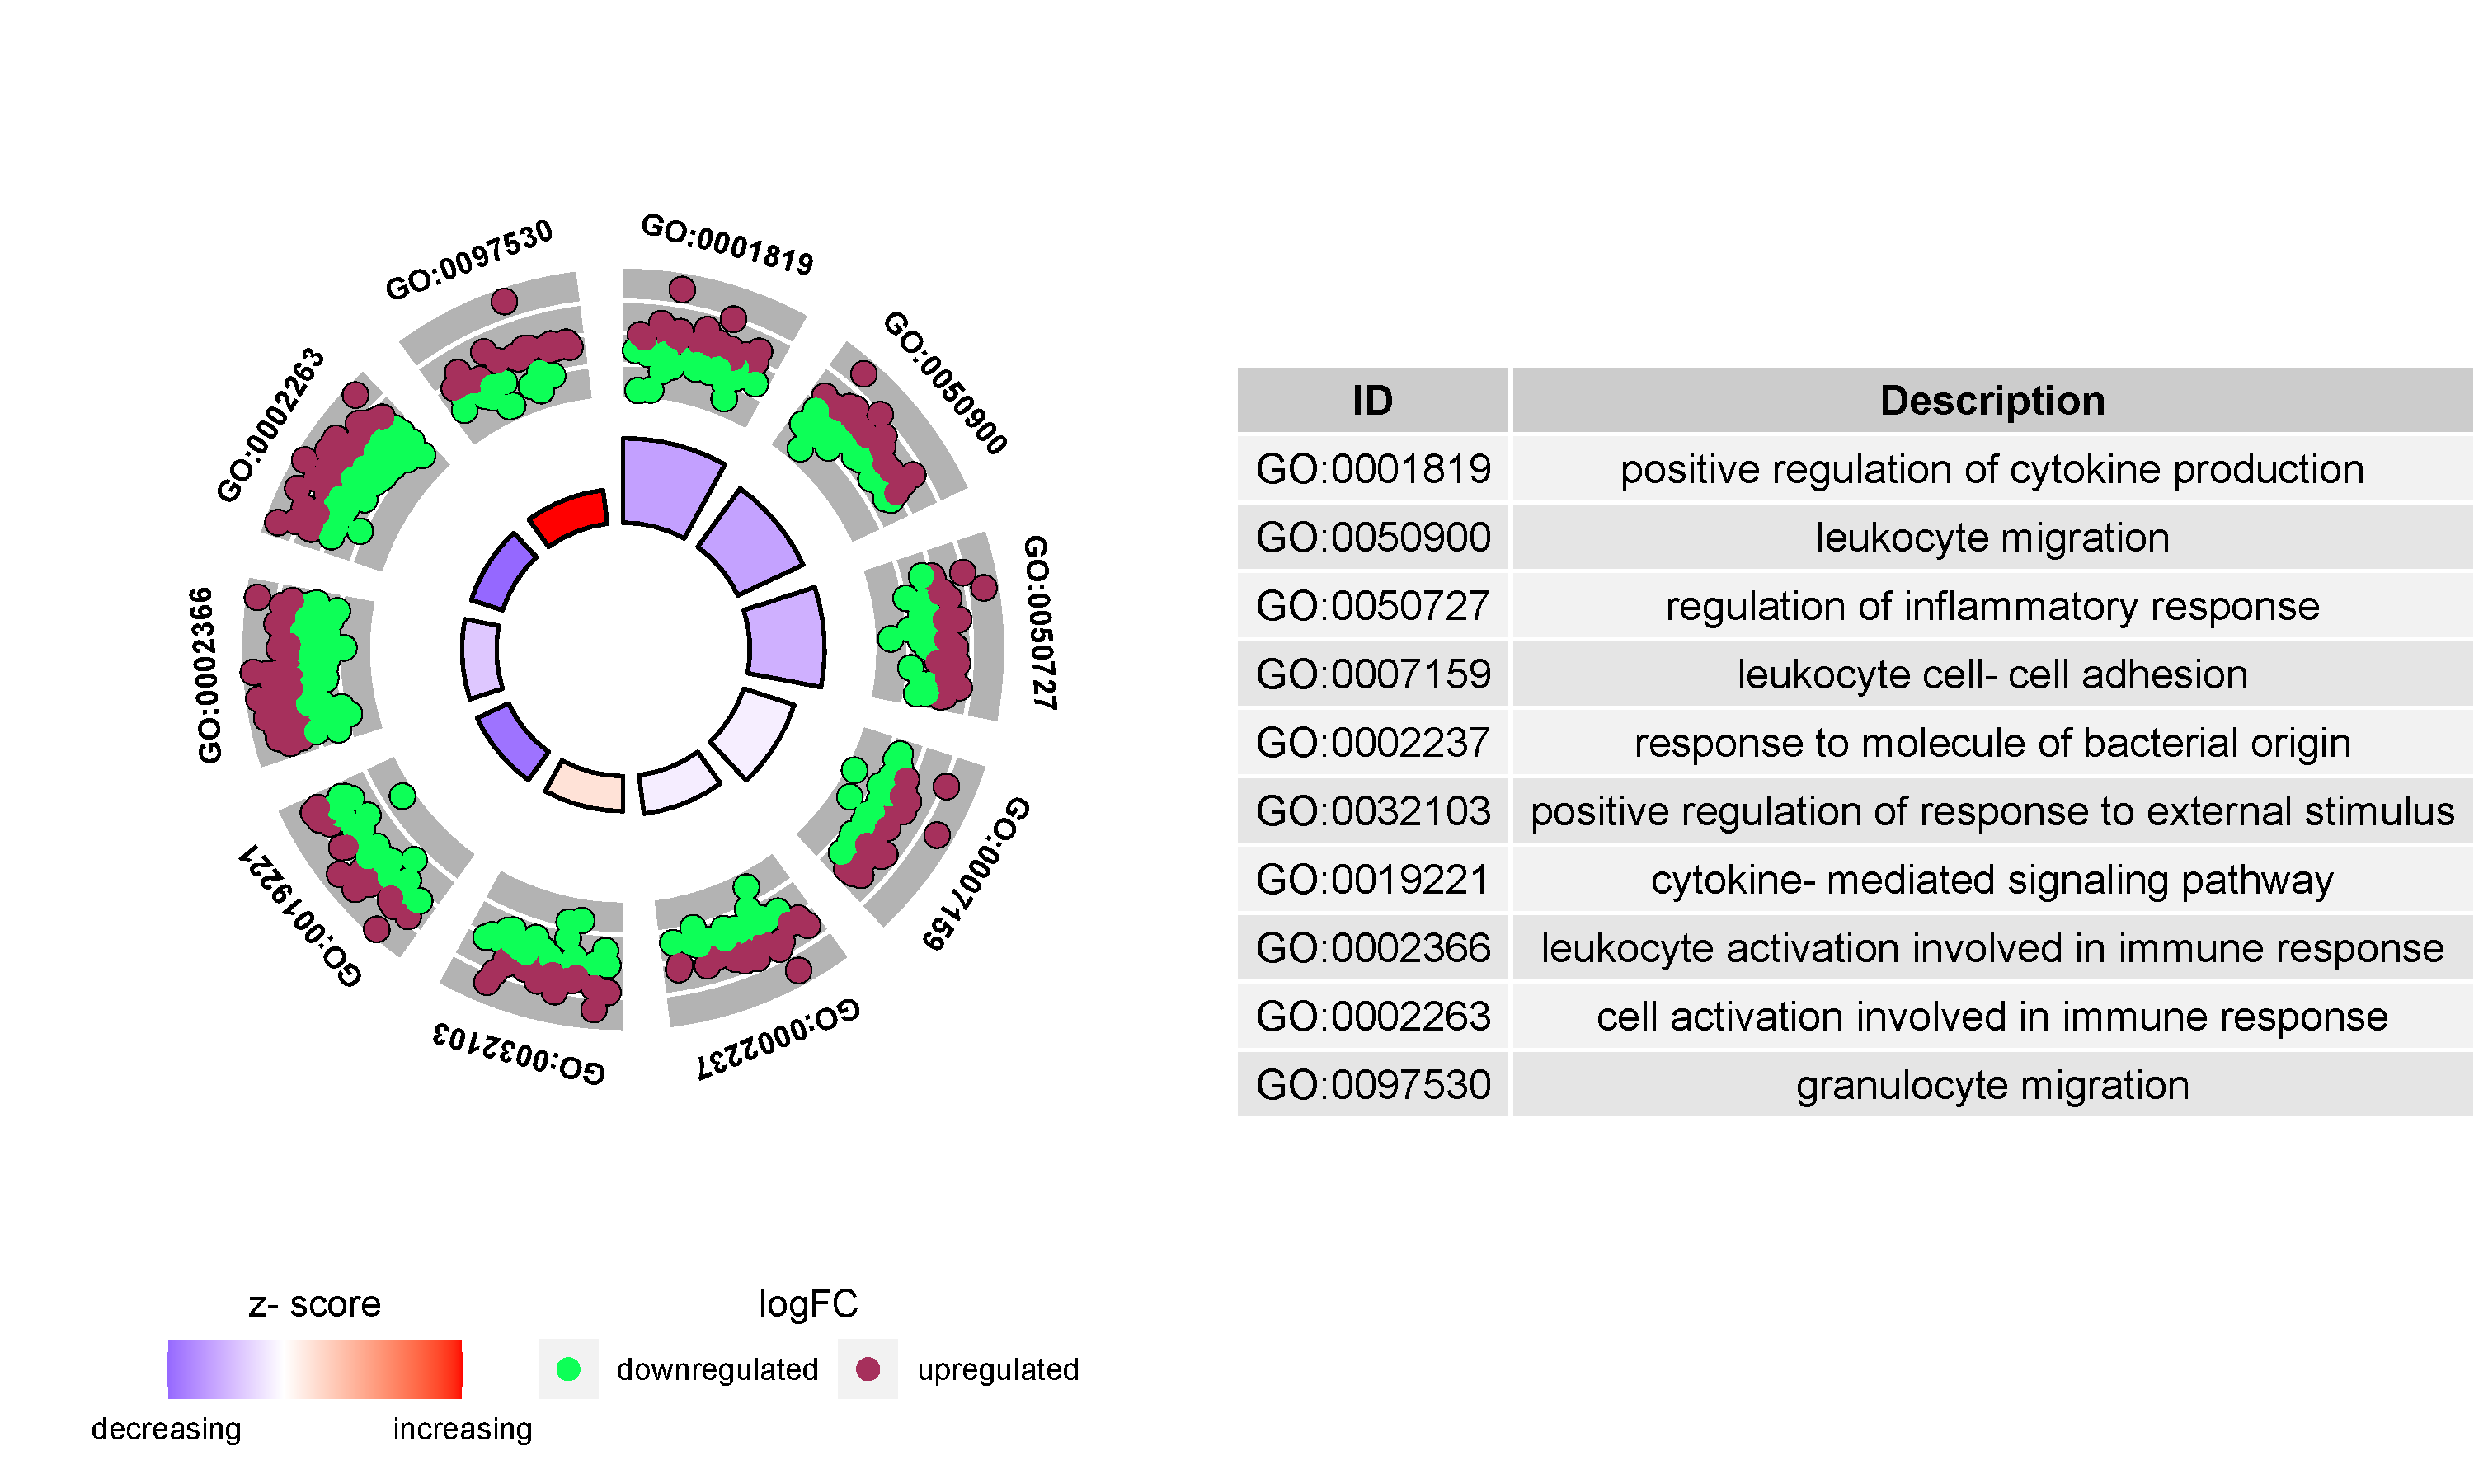 GO:0097530
GO:0001819
GO:0050900
GO:0050727
GO:0007159
GO:0002237
GO:0032103
GO:0019221
GO:0002366
GO:0002263
ID Description
GO:0001819 positive regulation of cytokine production
GO:0050900 leukocyte migration
GO:0050727 regulation of inflammatory response
GO:0007159 leukocyte cell- cell adhesion
GO:0002237 response to molecule of bacterial origin
GO:0032103 positive regulation of response to external stimulus
GO:0019221 cytokine- mediated signaling pathway
GO:0002366 leukocyte activation involved in immune response
GO:0002263 cell activation involved in immune response
GO:0097530 granulocyte migration
z- score
decreasing increasing
logFC
downregulated upregulated